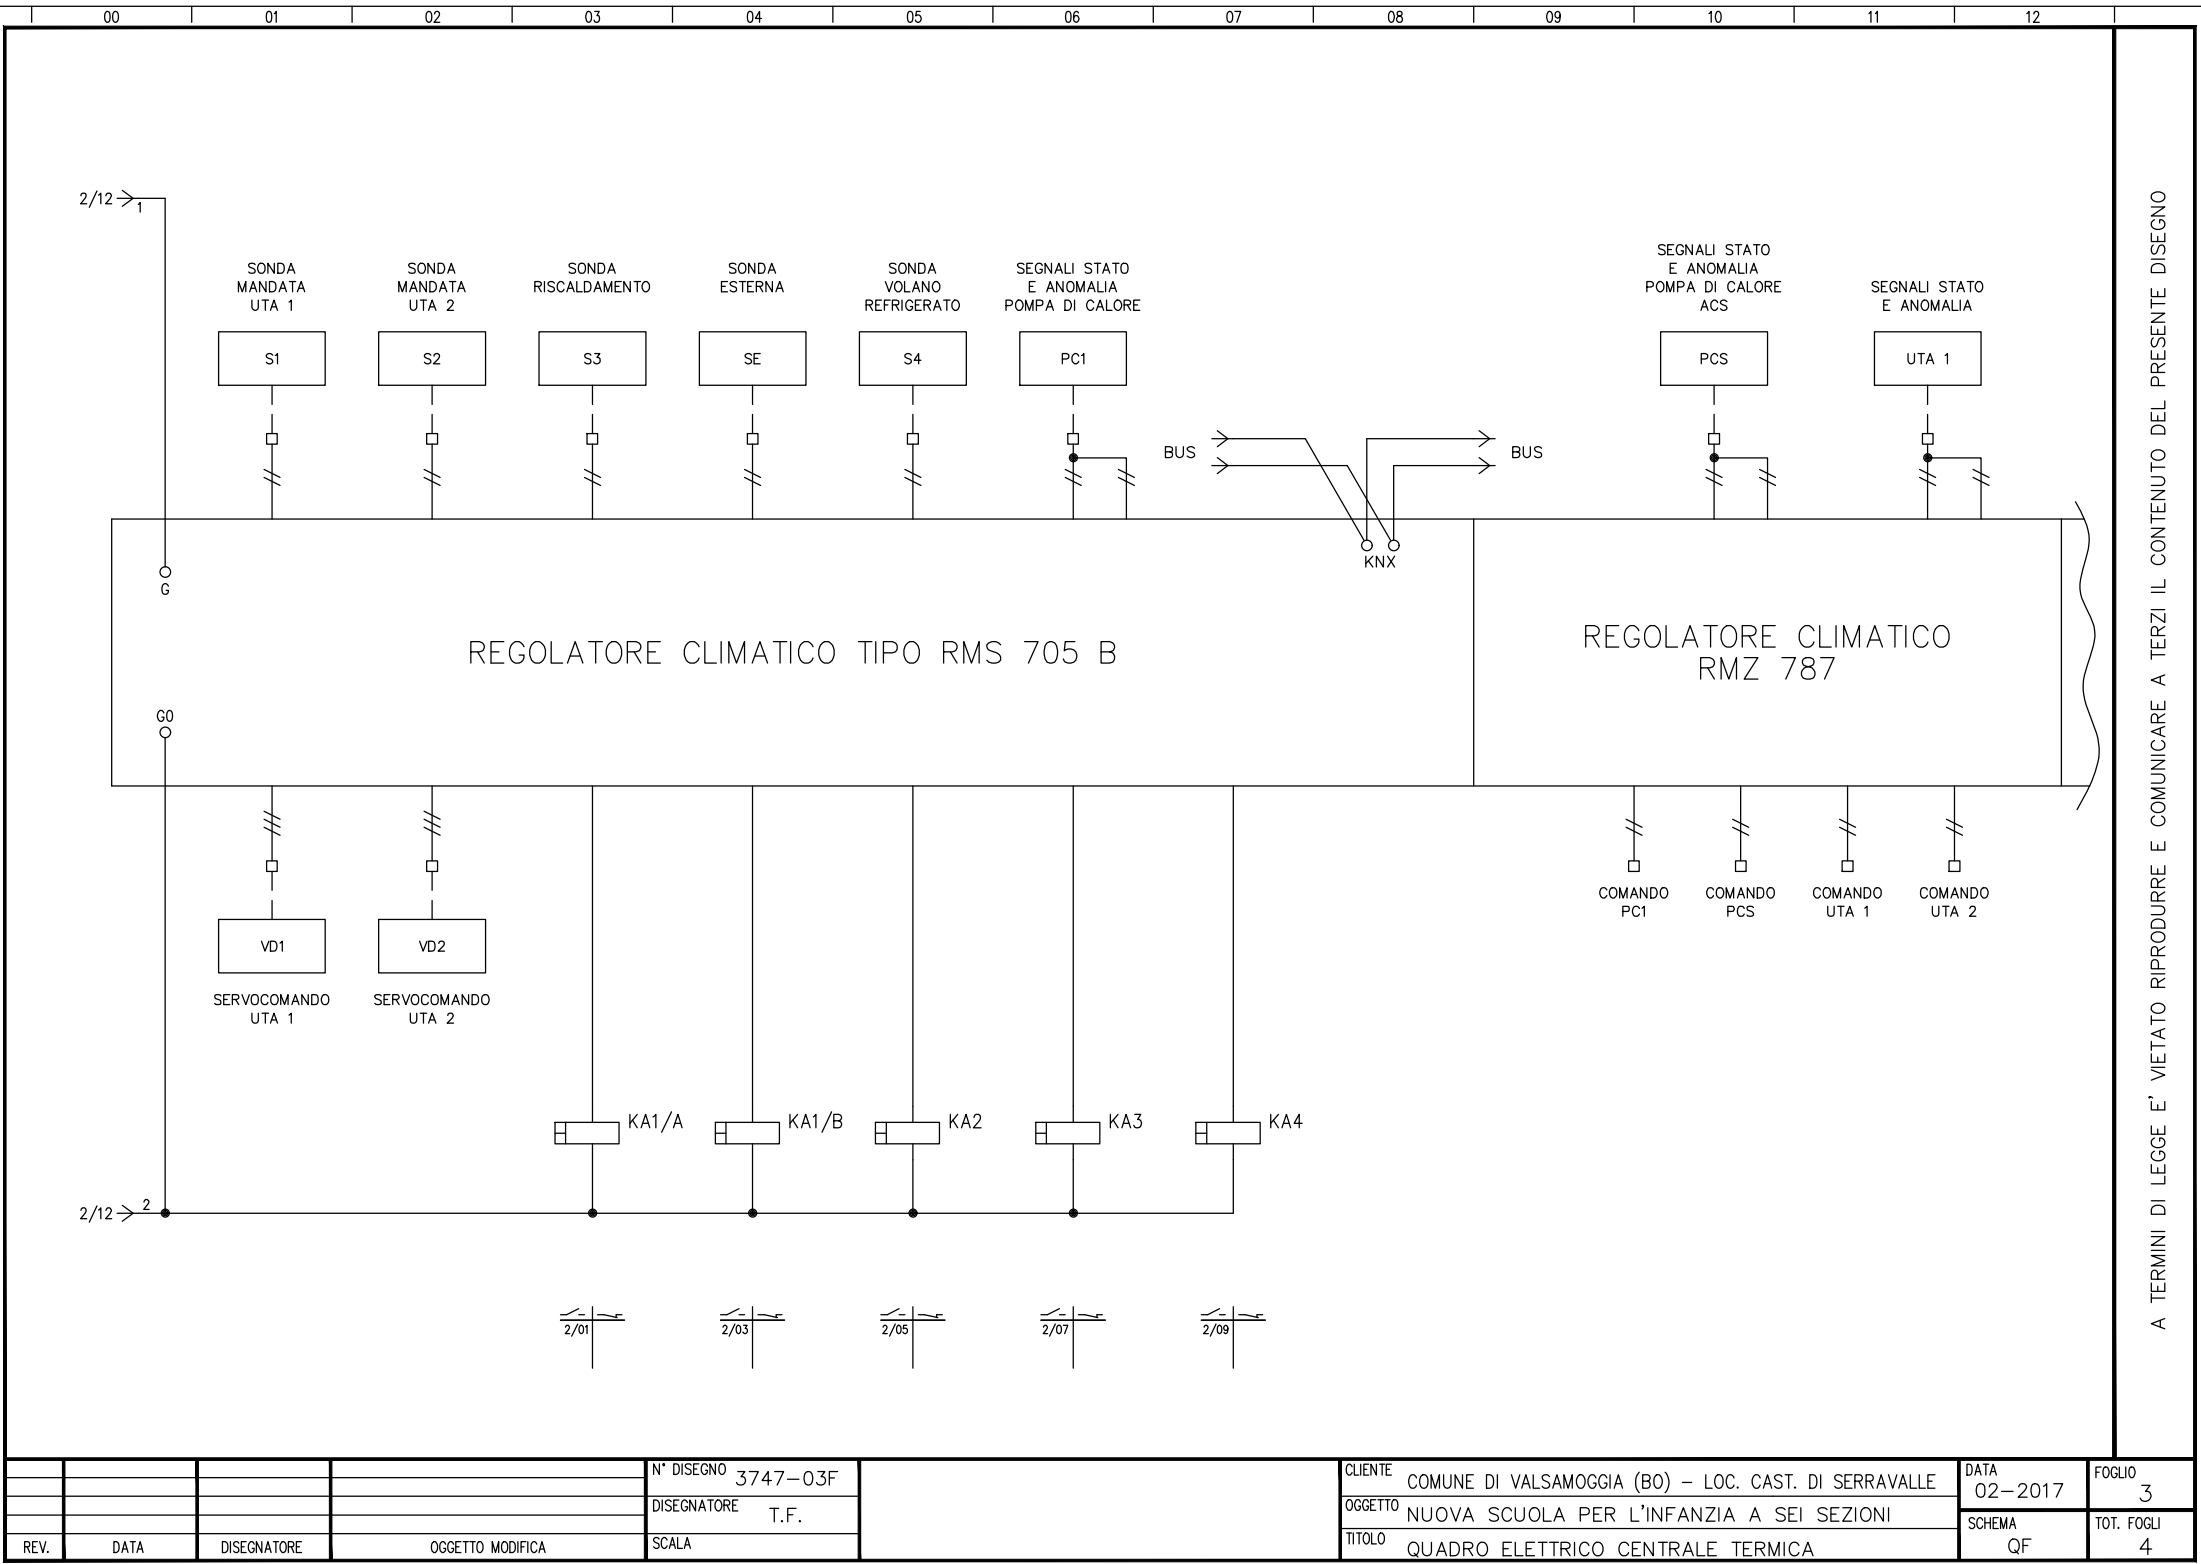 00 01 02 03 04 05 06 07 08 09 10 11 12
2/12 1
SONDA
MANDATA
UTA 1
SONDA
MANDATA
UTA 2
SONDA
RISCALDAMENTO
SONDA
ESTERNA
SONDA
VOLANO
REFRIGERATO
SEGNALI STATO
E ANOMALIA
POMPA DI CALORE
SEGNALI STATO
E ANOMALIA
POMPA DI CALORE
ACS
SEGNALI STATO
E ANOMALIA
S1 S2 S3 SE S4 PC1 PCS UTA 1
BUS BUS
KNX
G
REGOLATORE CLIMATICO TIPO RMS 705 B
REGOLATORE CLIMATICO
RMZ 787
G0
COMANDO
PC1
COMANDO
PCS
COMANDO
UTA 1
COMANDO
UTA 2
VD1 VD2
SERVOCOMANDO
UTA 1
SERVOCOMANDO
UTA 2
KA1/A KA1/B KA2 KA3 KA4
2/12 2
2/01 2/03 2/05 2/07 2/09
A TERMINI DI LEGGE E' VIETATO RIPRODURRE E COMUNICARE A TERZI IL CONTENUTO DEL PRESENTE DISEGNO
REV. DATA DISEGNATORE OGGETTO MODIFICA
N° DISEGNO 3747-03F
DISEGNATORE T.F.
SCALA
CLIENTE COMUNE DI VALSAMOGGIA (BO) - LOC. CAST. DI SERRAVALLE
OGGETTO NUOVA SCUOLA PER L'INFANZIA A SEI SEZIONI
TITOLO QUADRO ELETTRICO CENTRALE TERMICA
DATA 02-2017
FOGLIO 3
SCHEMA QF
TOT. FOGLI 4